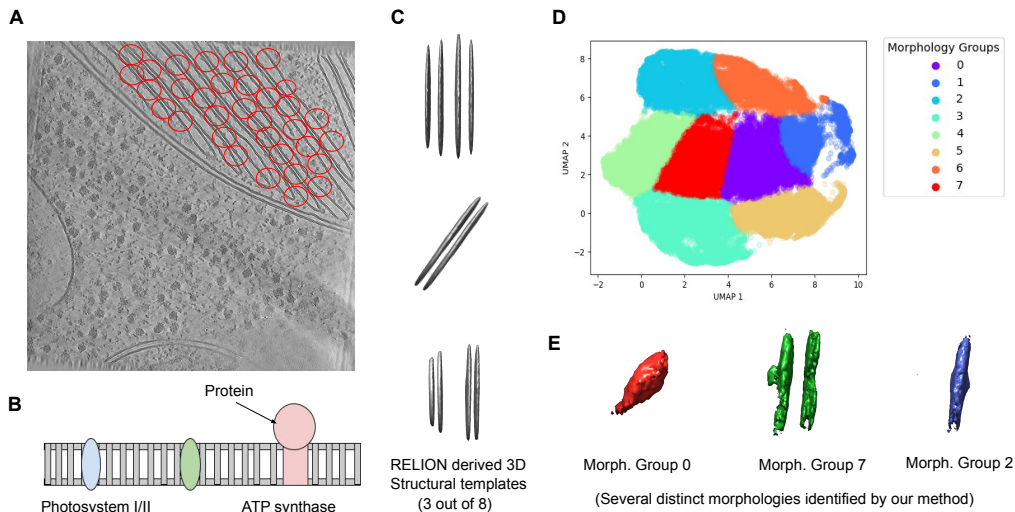 A
B
Protein
Photosystem I/II
ATP synthase
C
RELION derived 3D
Structural templates
(3 out of 8)
D
UMAP 2
8
6
4
2
0
−2
−2
0
2
4
6
8
10
UMAP 1
Morphology Groups
0
1
2
3
4
5
6
7
E
Morph. Group 0
Morph. Group 7
Morph. Group 2
(Several distinct morphologies identified by our method)